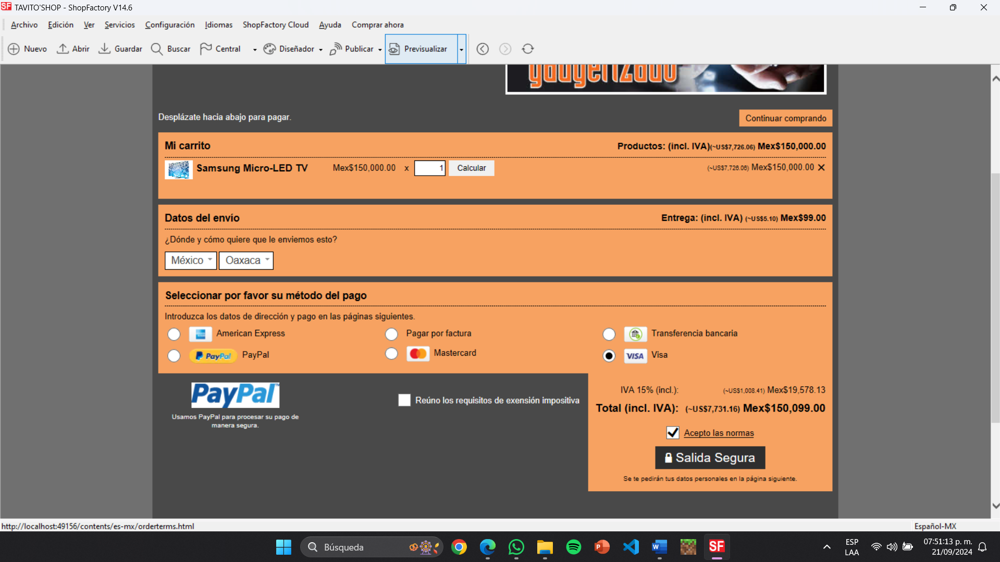 SF TAVITO'SHOP - ShopFactory V14.6
Archivo Edición Ver Servicios Configuración Idiomas ShopFactory Cloud Ayuda Comprar ahora
Nuevo Abrir Guardar Buscar Central Diseñador Publicar Previsualizar
gadgetizado
Desplázate hacia abajo para pagar.
Continuar comprando
Mi carrito Productos: (incl. IVA)(~US$7,726.06) Mex$150,000.00
Samsung Micro-LED TV Mex$150,000.00 x 1 Calcular (~US$7,726.06) Mex$150,000.00
Datos del envío Entrega: (incl. IVA) (~US$5.10) Mex$99.00
¿Dónde y cómo quiere que le enviemos esto?
México Oaxaca
Seleccionar por favor su método del pago
Introduzca los datos de dirección y pago en las páginas siguientes.
American Express Pagar por factura Transferencia bancaria
PayPal PayPal Mastercard VISA Visa
PayPal™
Usamos PayPal para procesar su pago de
manera segura.
Reúno los requisitos de exensión impositiva
IVA 15% (incl.): (~US$1,008.41) Mex$19,578.13
Total (incl. IVA): (~US$7,731.16) Mex$150,099.00
Acepto las normas
Salida Segura
Se te pedirán tus datos personales en la página siguiente.
http://localhost:49156/contents/es-mx/orderterms.html Español-MX
Búsqueda
P
W
SF
ESP
LAA
07:51:13 p. m.
21/09/2024